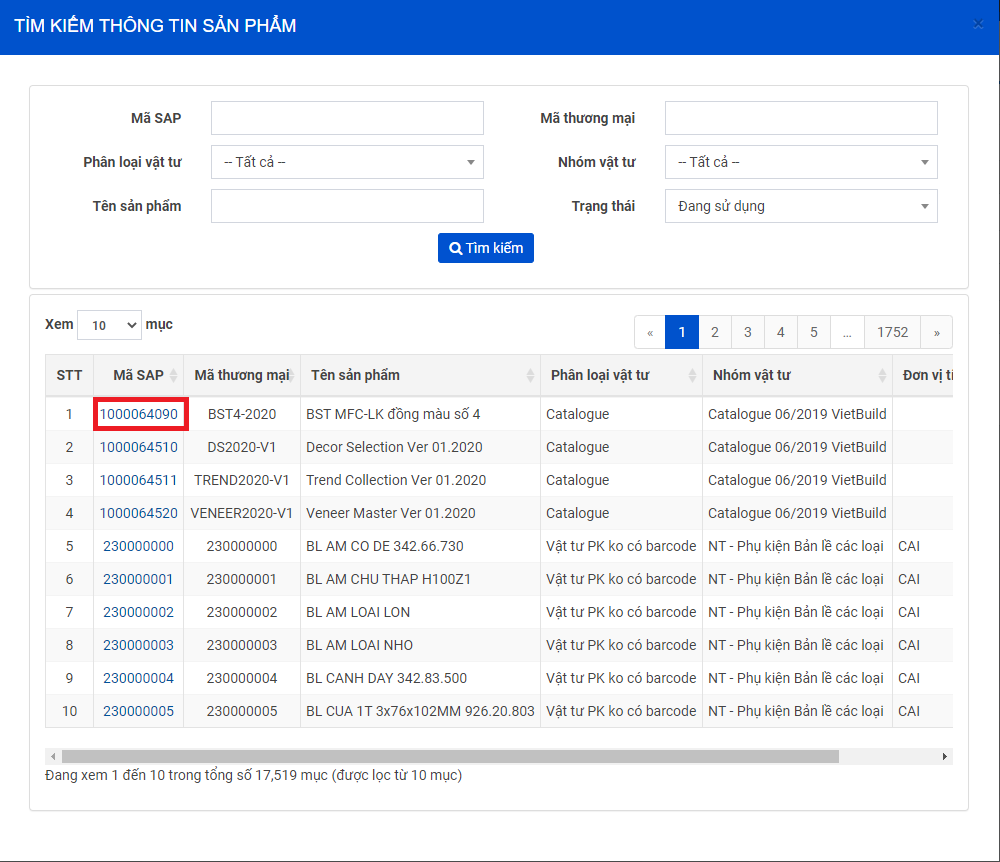 TÌM KIẾM THÔNG TIN SẢN PHẨM ×
Mã SAP Mã thương mại
Phân loại vật tư -- Tất cả -- Nhóm vật tư -- Tất cả --
Tên sản phẩm Trạng thái Đang sử dụng
Tìm kiếm
Xem 10 mục « 1 2 3 4 5 ... 1752 »
STT Mã SAP Mã thương mại Tên sản phẩm Phân loại vật tư Nhóm vật tư Đơn vị tí
1 1000064090 BST4-2020 BST MFC-LK đồng màu số 4 Catalogue Catalogue 06/2019 VietBuild
2 1000064510 DS2020-V1 Decor Selection Ver 01.2020 Catalogue Catalogue 06/2019 VietBuild
3 1000064511 TREND2020-V1 Trend Collection Ver 01.2020 Catalogue Catalogue 06/2019 VietBuild
4 1000064520 VENEER2020-V1 Veneer Master Ver 01.2020 Catalogue Catalogue 06/2019 VietBuild
5 230000000 230000000 BL AM CO DE 342.66.730 Vật tư PK ko có barcode NT - Phụ kiện Bản lề các loại CAI
6 230000001 230000001 BL AM CHU THAP H100Z1 Vật tư PK ko có barcode NT - Phụ kiện Bản lề các loại CAI
7 230000002 230000002 BL AM LOAI LON Vật tư PK ko có barcode NT - Phụ kiện Bản lề các loại CAI
8 230000003 230000003 BL AM LOAI NHO Vật tư PK ko có barcode NT - Phụ kiện Bản lề các loại CAI
9 230000004 230000004 BL CANH DAY 342.83.500 Vật tư PK ko có barcode NT - Phụ kiện Bản lề các loại CAI
10 230000005 230000005 BL CUA 1T 3x76x102MM 926.20.803 Vật tư PK ko có barcode NT - Phụ kiện Bản lề các loại CAI
Đang xem 1 đến 10 trong tổng số 17,519 mục (được lọc từ 10 mục)